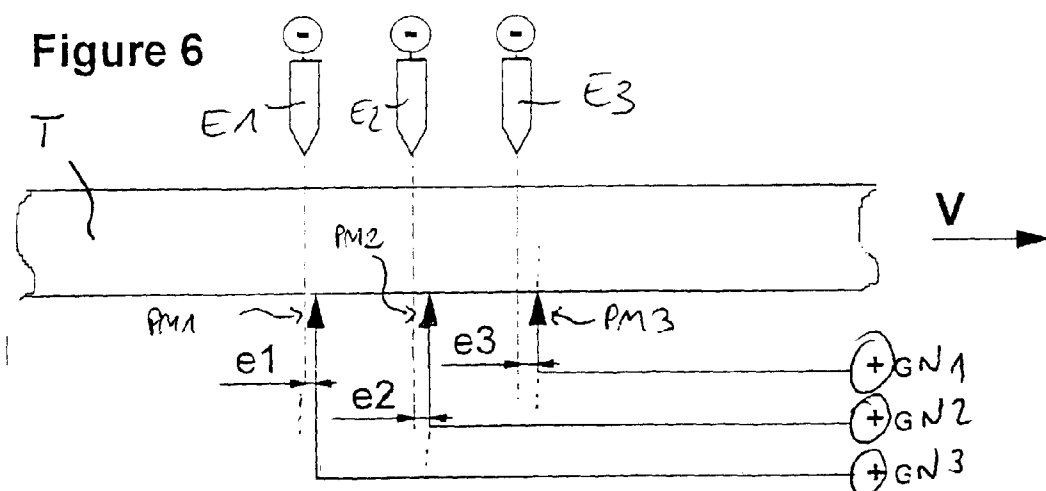 Figure 6
- - -
E1 E2 E3
T
V
PM2
PM1 PM3
e3
e1
e2
+ GN1
+ GN2
+ GN3